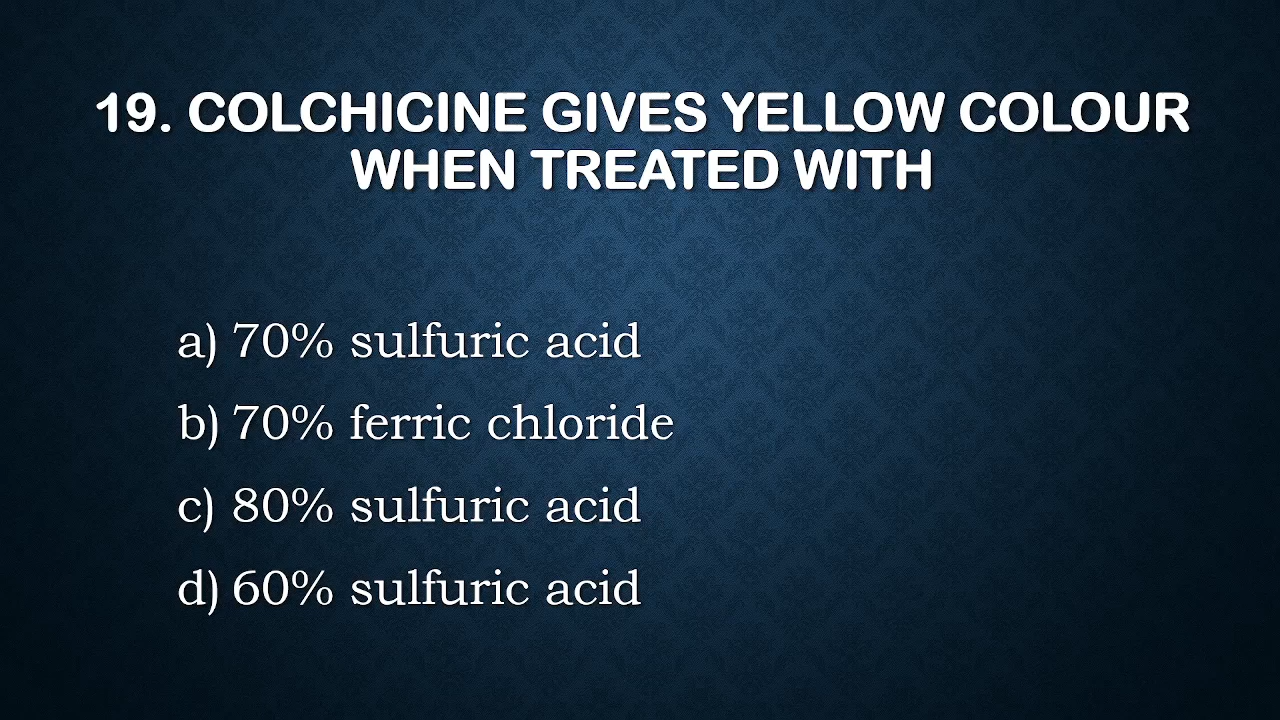 19. COLCHICINE GIVES YELLOW COLOUR
WHEN TREATED WITH
a) 70% sulfuric acid
b) 70% ferric chloride
c) 80% sulfuric acid
d) 60% sulfuric acid